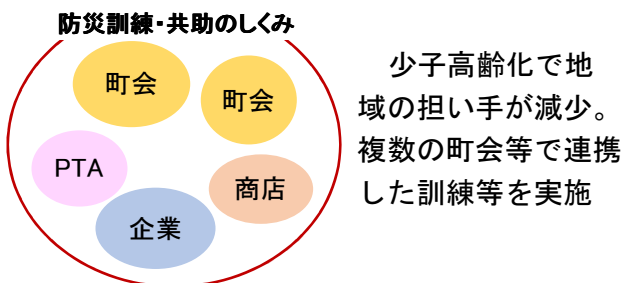 防災訓練・共助のしくみ
町会
町会
PTA
商店
企業
少子高齢化で地
域の担い手が減少。
複数の町会等で連携
した訓練等を実施